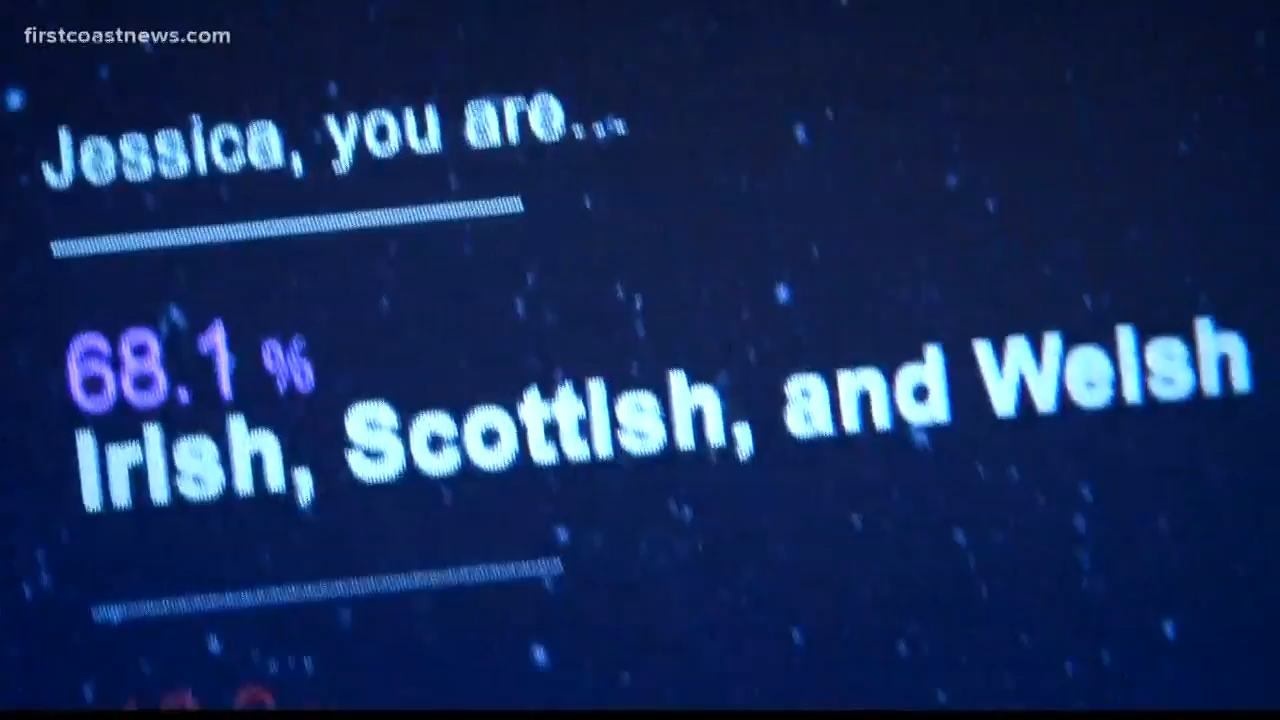 firstcoastnews.com
Jessica, you are...
68.1 %
Irish, Scottish, and Welsh